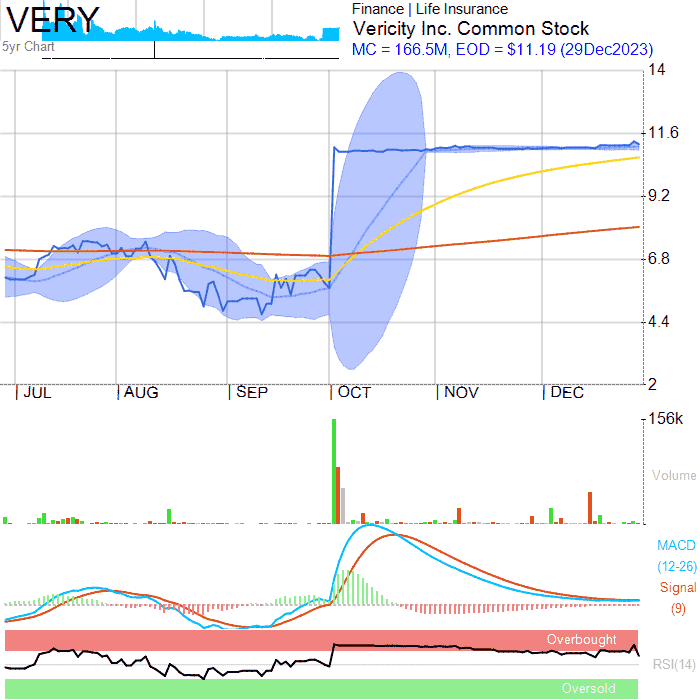 VERY
5yr Chart
Finance | Life Insurance
Vericity Inc. Common Stock
MC = 166.5M, EOD = $11.19 (29Dec2023)
14
11.6
9.2
6.8
4.4
2
JUL AUG SEP OCT NOV DEC
156k
Volume
MACD
(12-26)
Signal
(9)
Overbought
RSI(14)
Oversold